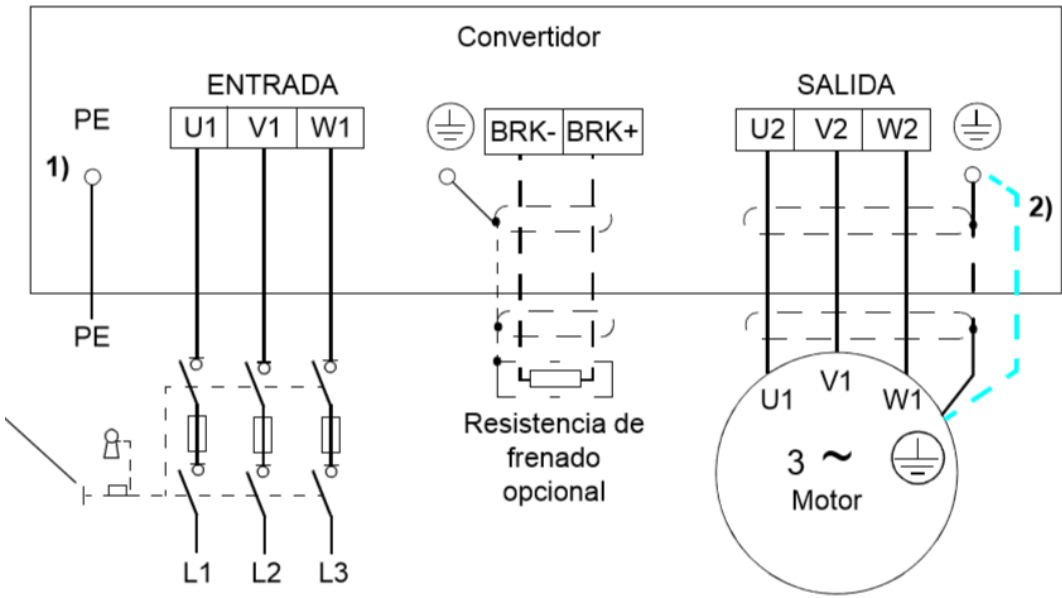 Convertidor
ENTRADA
SALIDA
PE
U1 V1 W1
BRK- BRK+
U2 V2 W2
1)
2)
PE
U1 V1 W1
Resistencia de
frenado
opcional
3 ~
Motor
L1 L2 L3